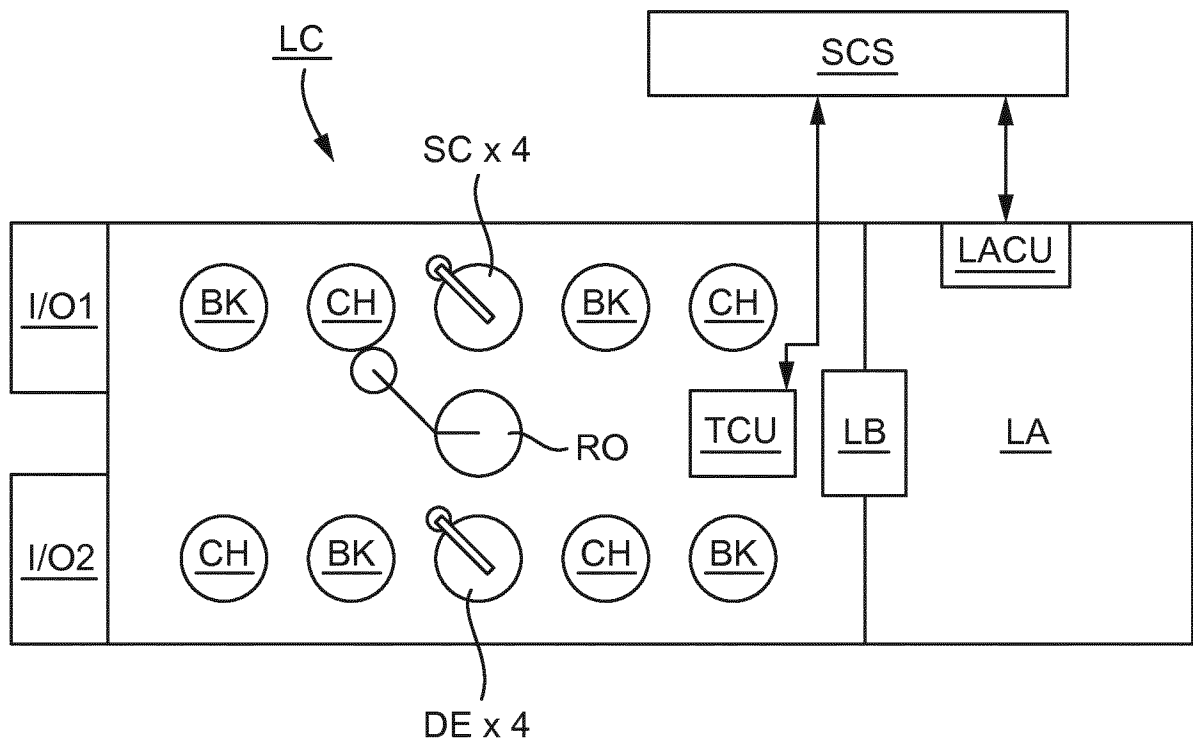 LC
SCS
SC x 4
LACU
I/O1
BK
CH
BK
CH
TCU
LB
LA
RO
I/O2
CH
BK
CH
BK
DE x 4